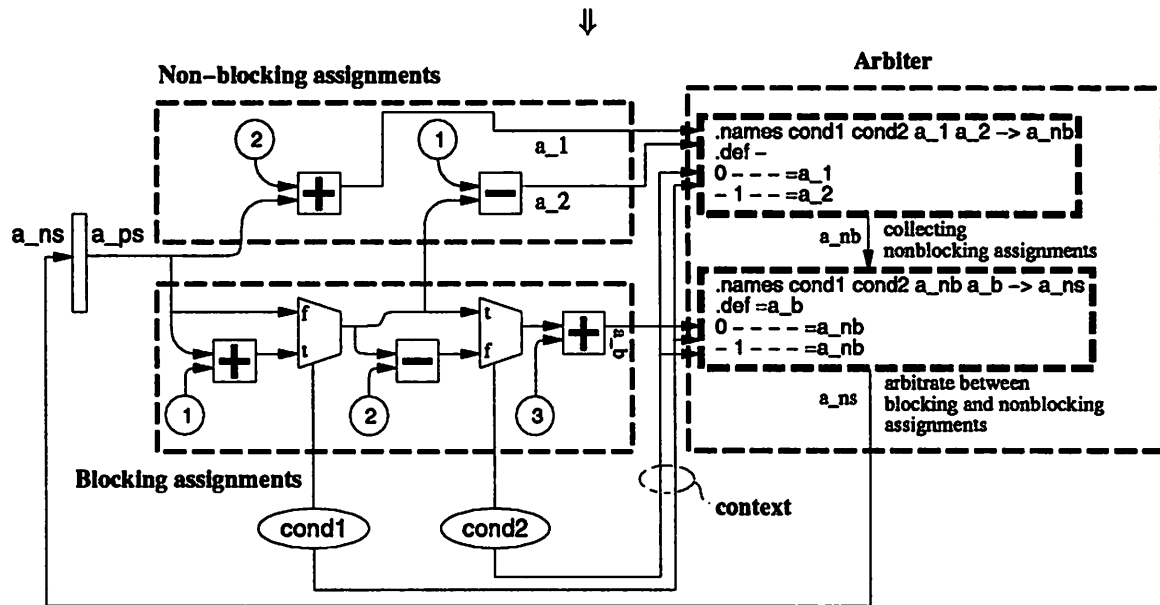 ⇓
Non-blocking assignments
Arbiter
2
1
a_1
+
-
a_2
.names cond1 cond2 a_1 a_2 -> a_nb
.def -
0 - - - =a_1
- 1 - - =a_2
a_ns
a_ps
a_nb
collecting
nonblocking assignments
.names cond1 cond2 a_nb a_b -> a_ns
.def =a_b
0 - - - - =a_nb
- 1 - - - =a_nb
f
t
t
f
+
-
+
a_b
1
2
3
a_ns
arbitrate between
blocking and nonblocking
assignments
Blocking assignments
context
cond1
cond2